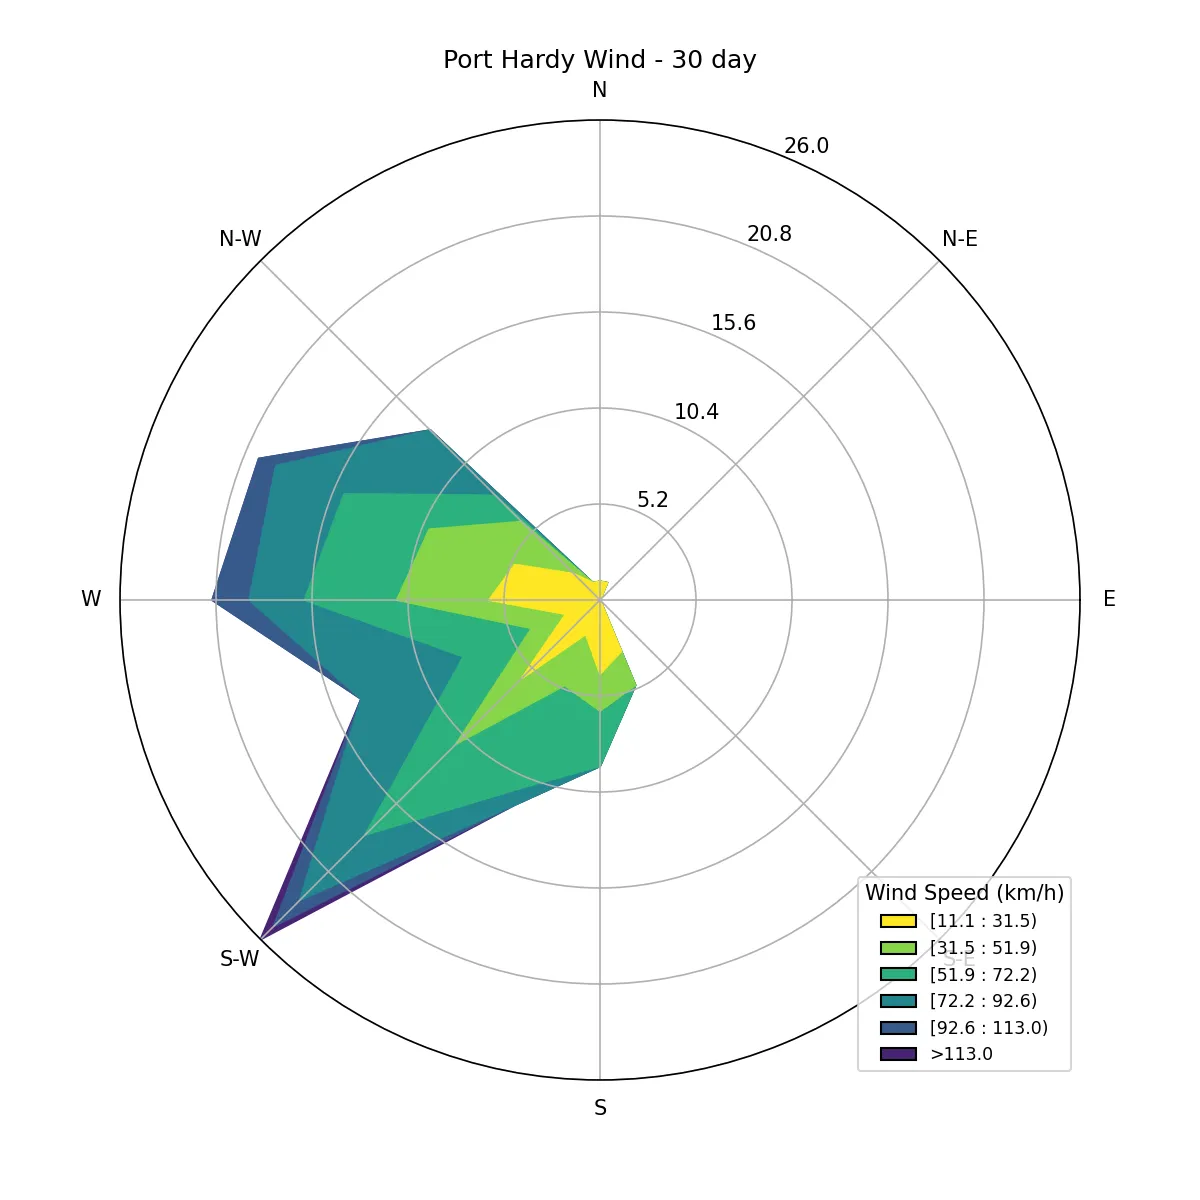 Port Hardy Wind - 30 day
N
26.0
N-W
N-E
20.8
15.6
10.4
5.2
W
E
S-W
S-E
Wind Speed (km/h)
[11.1 : 31.5)
[31.5 : 51.9)
[51.9 : 72.2)
[72.2 : 92.6)
[92.6 : 113.0)
>113.0
S